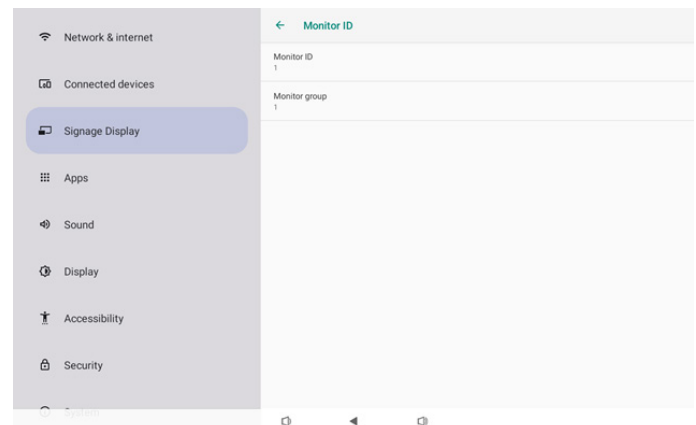 Network & internet
Connected devices
Signage Display
Apps
Sound
Display
Accessibility
Security
System
Monitor ID
Monitor ID
1
Monitor group
1